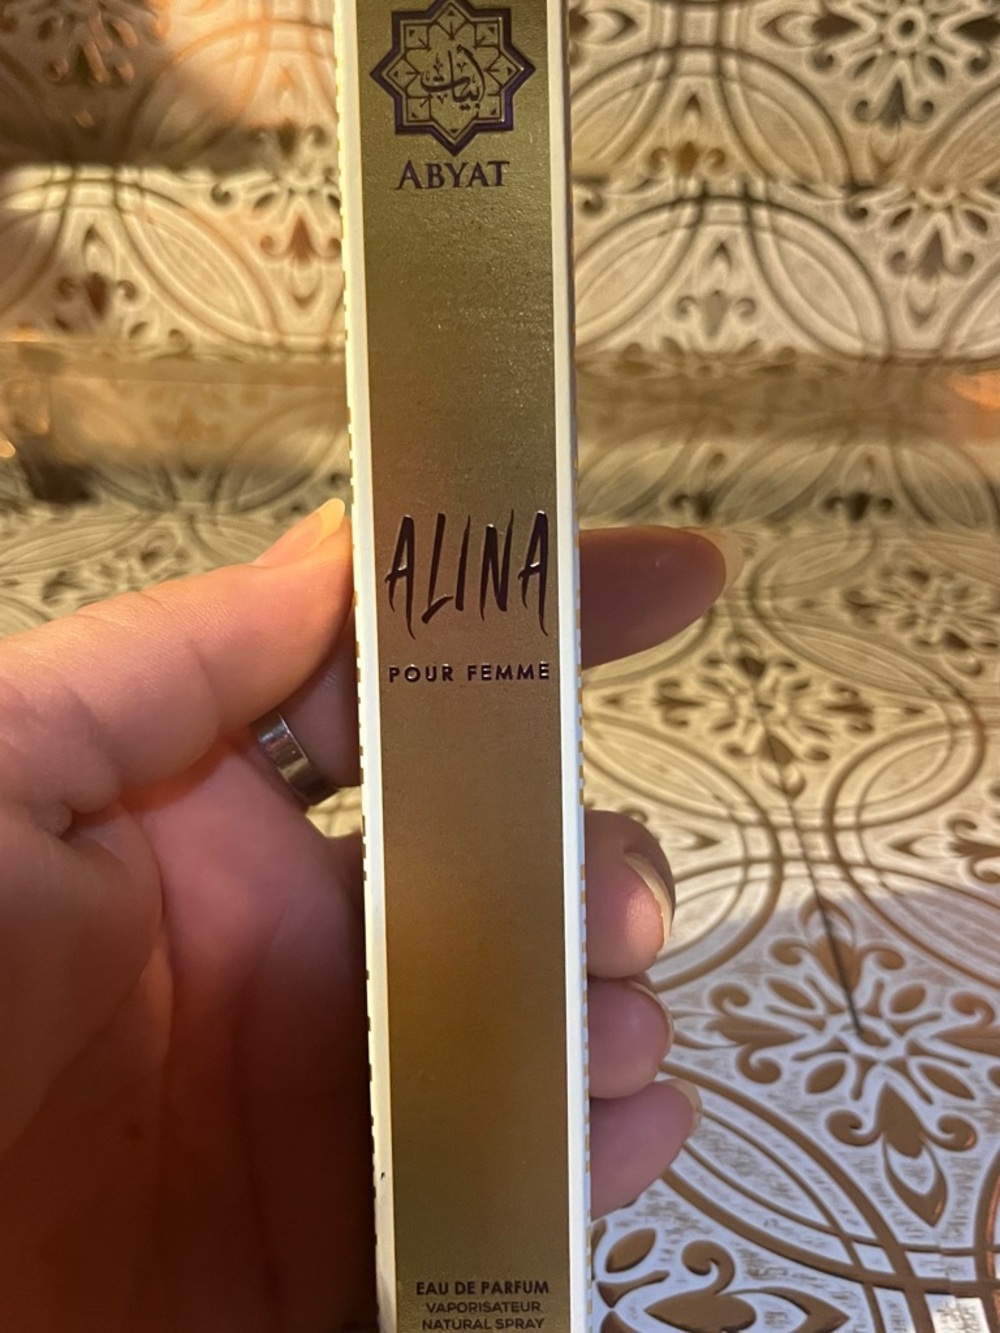 أبيات
ABYAT
ALINA
POUR FEMME
EAU DE PARFUM
VAPORISATEUR
NATURAL SPRAY